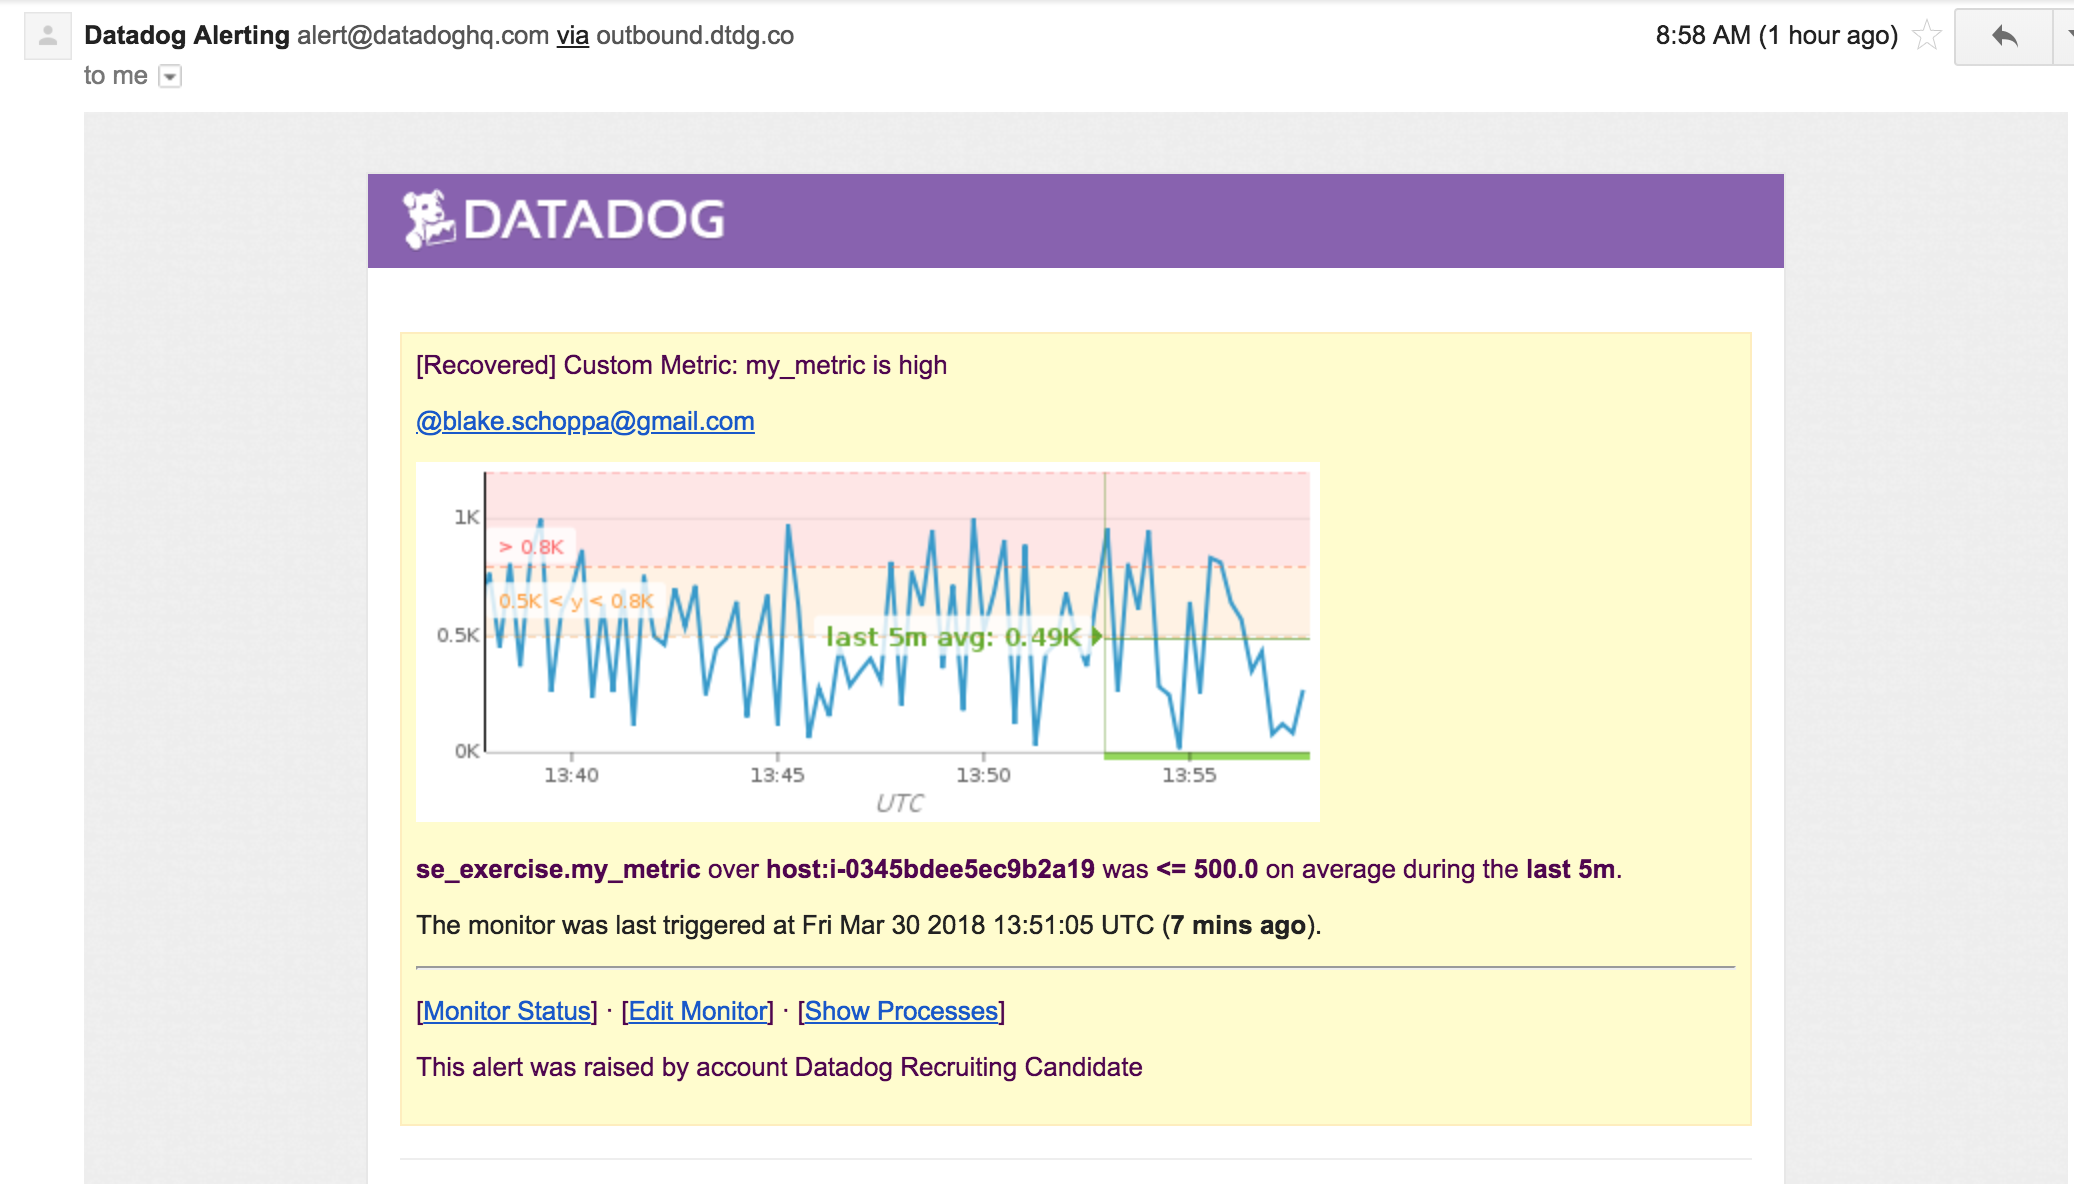 Datadog Alerting alert@datadoghq.com via outbound.dtdg.co
8:58 AM (1 hour ago)
to me
DATADOG
[Recovered] Custom Metric: my_metric is high
@blake.schoppa@gmail.com
1K
> 0.8K
0.5K < y < 0.8K
0.5K
last 5m avg: 0.49K
0K
13:40 13:45 13:50 13:55
UTC
se_exercise.my_metric over host:i-0345bdee5ec9b2a19 was <= 500.0 on average during the last 5m.
The monitor was last triggered at Fri Mar 30 2018 13:51:05 UTC (7 mins ago).
[Monitor Status] · [Edit Monitor] · [Show Processes]
This alert was raised by account Datadog Recruiting Candidate